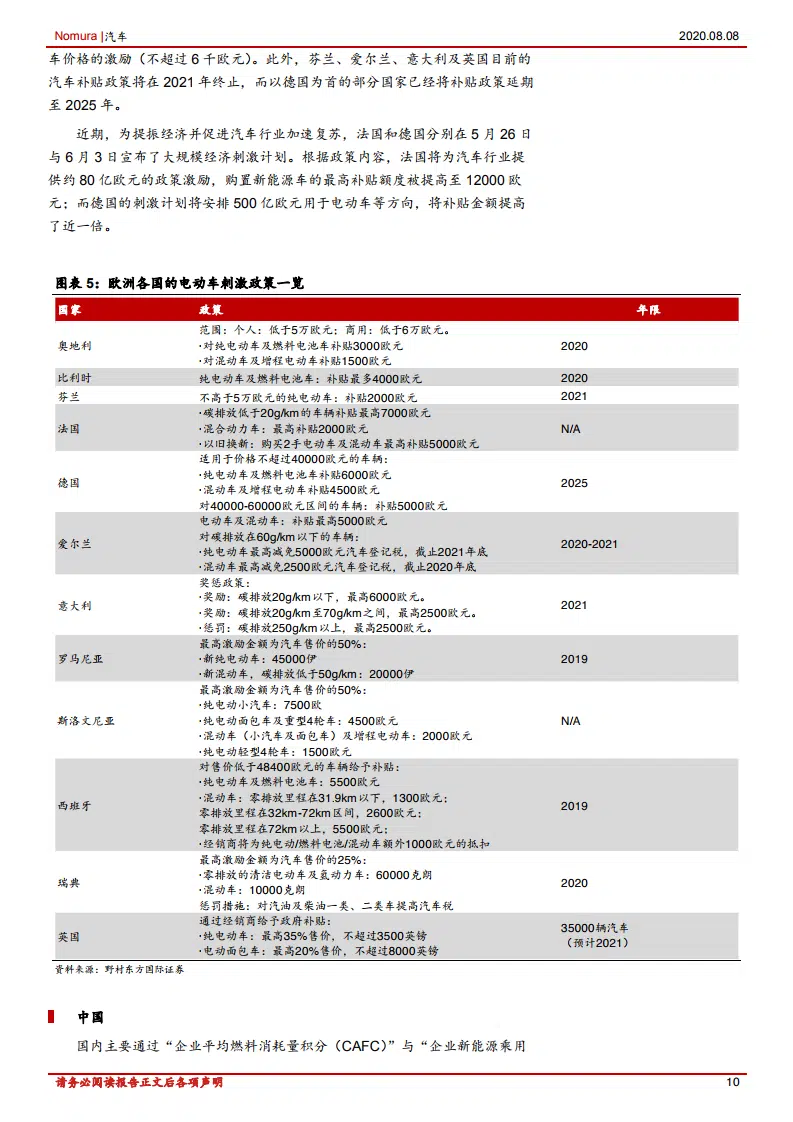 Nomura |汽车 2020.08.08
车价格的激励（不超过 6 千欧元）。此外，芬兰、爱尔兰、意大利及英国目前的
汽车补贴政策将在 2021 年终止，而以德国为首的部分国家已经将补贴政策延期
至 2025 年。
近期，为提振经济并促进汽车行业加速复苏，法国和德国分别在 5 月 26 日
与 6 月 3 日宣布了大规模经济刺激计划。根据政策内容，法国将为汽车行业提
供约 80 亿欧元的政策激励，购置新能源车的最高补贴额度被提高至 12000 欧
元；而德国的刺激计划将安排 500 亿欧元用于电动车等方向，将补贴金额提高
了近一倍。
图表 5：欧洲各国的电动车刺激政策一览
国家 政策 年限
范围：个人：低于5万欧元；商用：低于6万欧元。
奥地利 ·对纯电动车及燃料电池车补贴3000欧元 2020
·对混动车及增程电动车补贴1500欧元
比利时 纯电动车及燃料电池车：补贴最多4000欧元 2020
芬兰 不高于5万欧元的纯电动车：补贴2000欧元 2021
·碳排放低于20g/km的车辆补贴最高7000欧元
法国 ·混合动力车：最高补贴2000欧元 N/A
·以旧换新：购买2手电动车及混动车最高补贴5000欧元
适用于价格不超过40000欧元的车辆：
·纯电动车及燃料电池车补贴6000欧元
德国 ·混动车及增程电动车补贴4500欧元 2025
对40000-60000欧元区间的车辆：补贴5000欧元
电动车及混动车：补贴最高5000欧元
对碳排放在60g/km以下的车辆：
爱尔兰 ·纯电动车最高减免5000欧元汽车登记税，截止2021年底 2020-2021
·混动车最高减免2500欧元汽车登记税，截止2020年底
奖惩政策：
·奖励：碳排放20g/km以下，最高6000欧元。
意大利 ·奖励：碳排放20g/km至70g/km之间，最高2500欧元。 2021
·惩罚：碳排放250g/km以上，最高2500欧元。
最高激励金额为汽车售价的50%：
罗马尼亚 ·新纯电动车：45000伊 2019
·新混动车，碳排放低于50g/km：20000伊
最高激励金额为汽车售价的50%：
·纯电动小汽车：7500欧
斯洛文尼亚 ·纯电动面包车及重型4轮车：4500欧元 N/A
·混动车（小汽车及面包车）及增程电动车：2000欧元
·纯电动轻型4轮车：1500欧元
对售价低于48400欧元的车辆给予补贴：
·纯电动车及燃料电池车：5500欧元
·混动车：零排放里程在31.9km以下，1300欧元；
西班牙 零排放里程在32km-72km区间，2600欧元； 2019
零排放里程在72km以上，5500欧元；
·经销商将为纯电动/燃料电池/混动车额外1000欧元的抵扣
最高激励金额为汽车售价的25%：
·零排放的清洁电动车及氢动力车：60000克朗
瑞典 ·混动车：10000克朗 2020
惩罚措施：对汽油及柴油一类、二类车提高汽车税
通过经销商给予政府补贴： 35000辆汽车
英国 ·纯电动车：最高35%售价，不超过3500英镑 （预计2021）
·电动面包车：最高20%售价，不超过8000英镑
资料来源：野村东方国际证券
中国
国内主要通过“企业平均燃料消耗量积分（CAFC）”与“企业新能源乘用
请务必阅读报告正文后各项声明 10